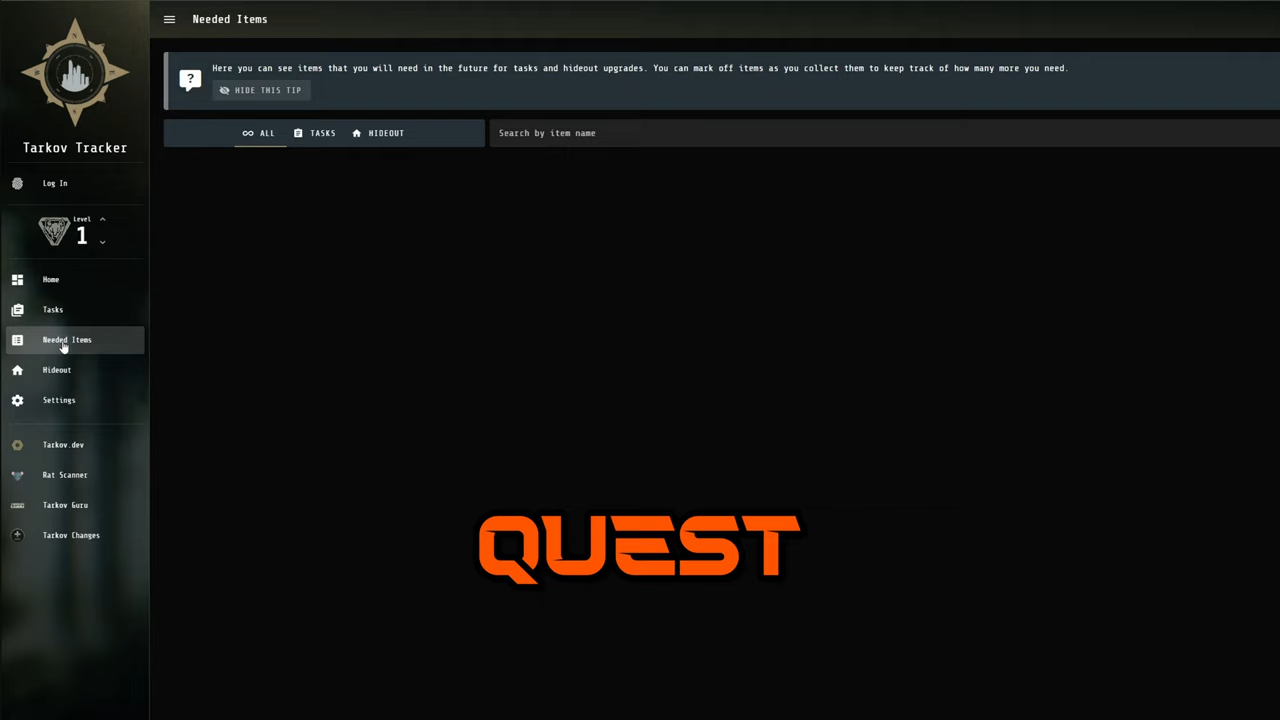 Needed Items
Here you can see items that you will need in the future for tasks and hideout upgrades. You can mark off items as you collect them to keep track of how many more you need.
HIDE THIS TIP
ALL
TASKS
HIDEOUT
Search by item name
Tarkov Tracker
Log In
Level
1
Home
Tasks
Needed Items
Hideout
Settings
Tarkov.dev
Rat Scanner
Tarkov Guru
Tarkov Changes
QUEST